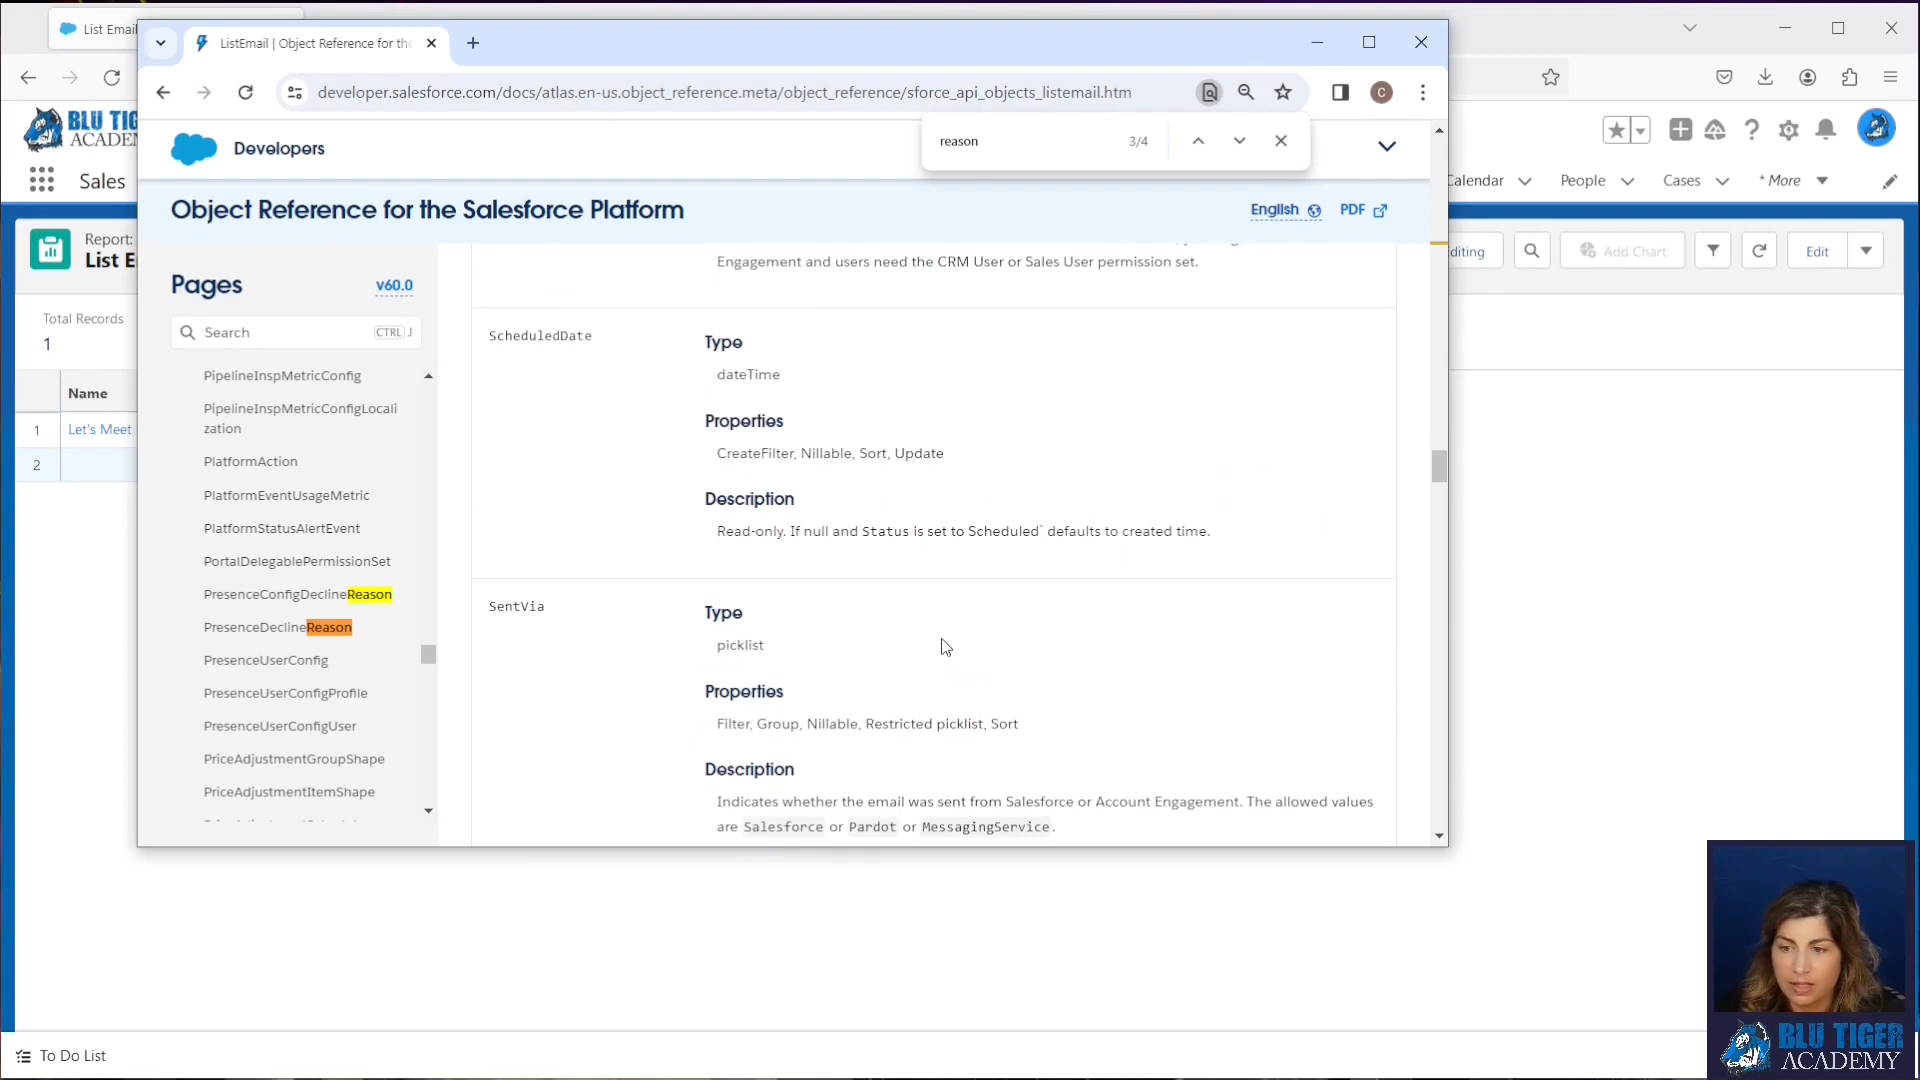 List Email
ListEmail | Object Reference for the
developer.salesforce.com/docs/atlas.en-us.object_reference.meta/object_reference/sforce_api_objects_listemail.htm
BLU TIG
ACADEM
Developers
reason
3/4
Sales
Calendar
People
Cases
* More
Object Reference for the Salesforce Platform
English
PDF
Report:
List E
diting
Add Chart
Edit
Pages
v60.0
Search
CTRL J
Total Records
1
Name
1
Let's Meet
2
PipelineInspMetricConfig
PipelineInspMetricConfigLocali
zation
PlatformAction
PlatformEventUsageMetric
PlatformStatusAlertEvent
PortalDelegablePermissionSet
PresenceConfigDeclineReason
PresenceDeclineReason
PresenceUserConfig
PresenceUserConfigProfile
PresenceUserConfigUser
PriceAdjustmentGroupShape
PriceAdjustmentItemShape
Engagement and users need the CRM User or Sales User permission set.
ScheduledDate
Type
dateTime
Properties
CreateFilter, Nillable, Sort, Update
Description
Read-only. If null and Status is set to Scheduled` defaults to created time.
SentVia
Type
picklist
Properties
Filter, Group, Nillable, Restricted picklist, Sort
Description
Indicates whether the email was sent from Salesforce or Account Engagement. The allowed values
are Salesforce or Pardot or MessagingService.
To Do List
BLU TIGER
ACADEMY